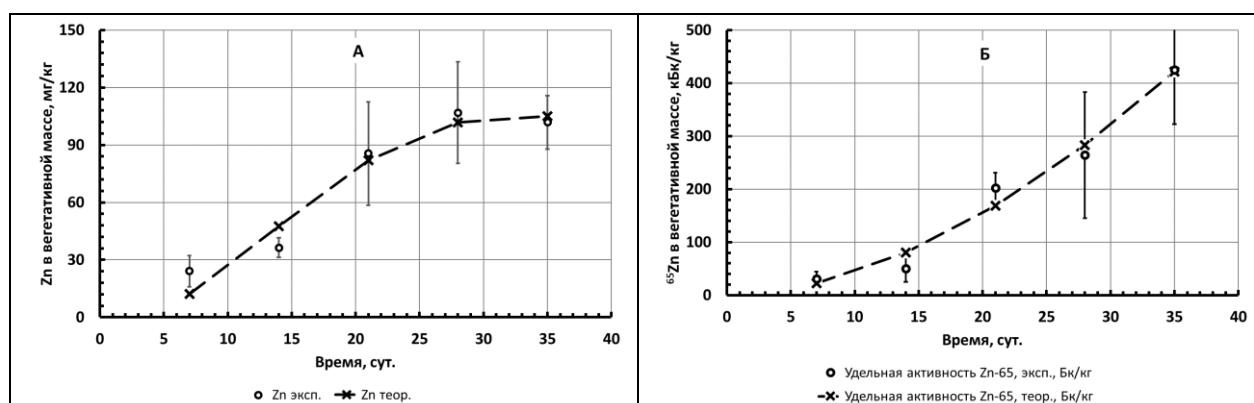 А
Zn в вегетативной массе, мг/кг
150
120
90
60
30
0
0 5 10 15 20 25 30 35 40
Время, сут.
Zn эксп. Zn теор.
Б
⁶⁵Zn в вегетативной массе, кБк/кг
500
400
300
200
100
0
0 5 10 15 20 25 30 35 40
Время, сут.
Удельная активность Zn-65, эксп., Бк/кг
Удельная активность Zn-65, теор., Бк/кг